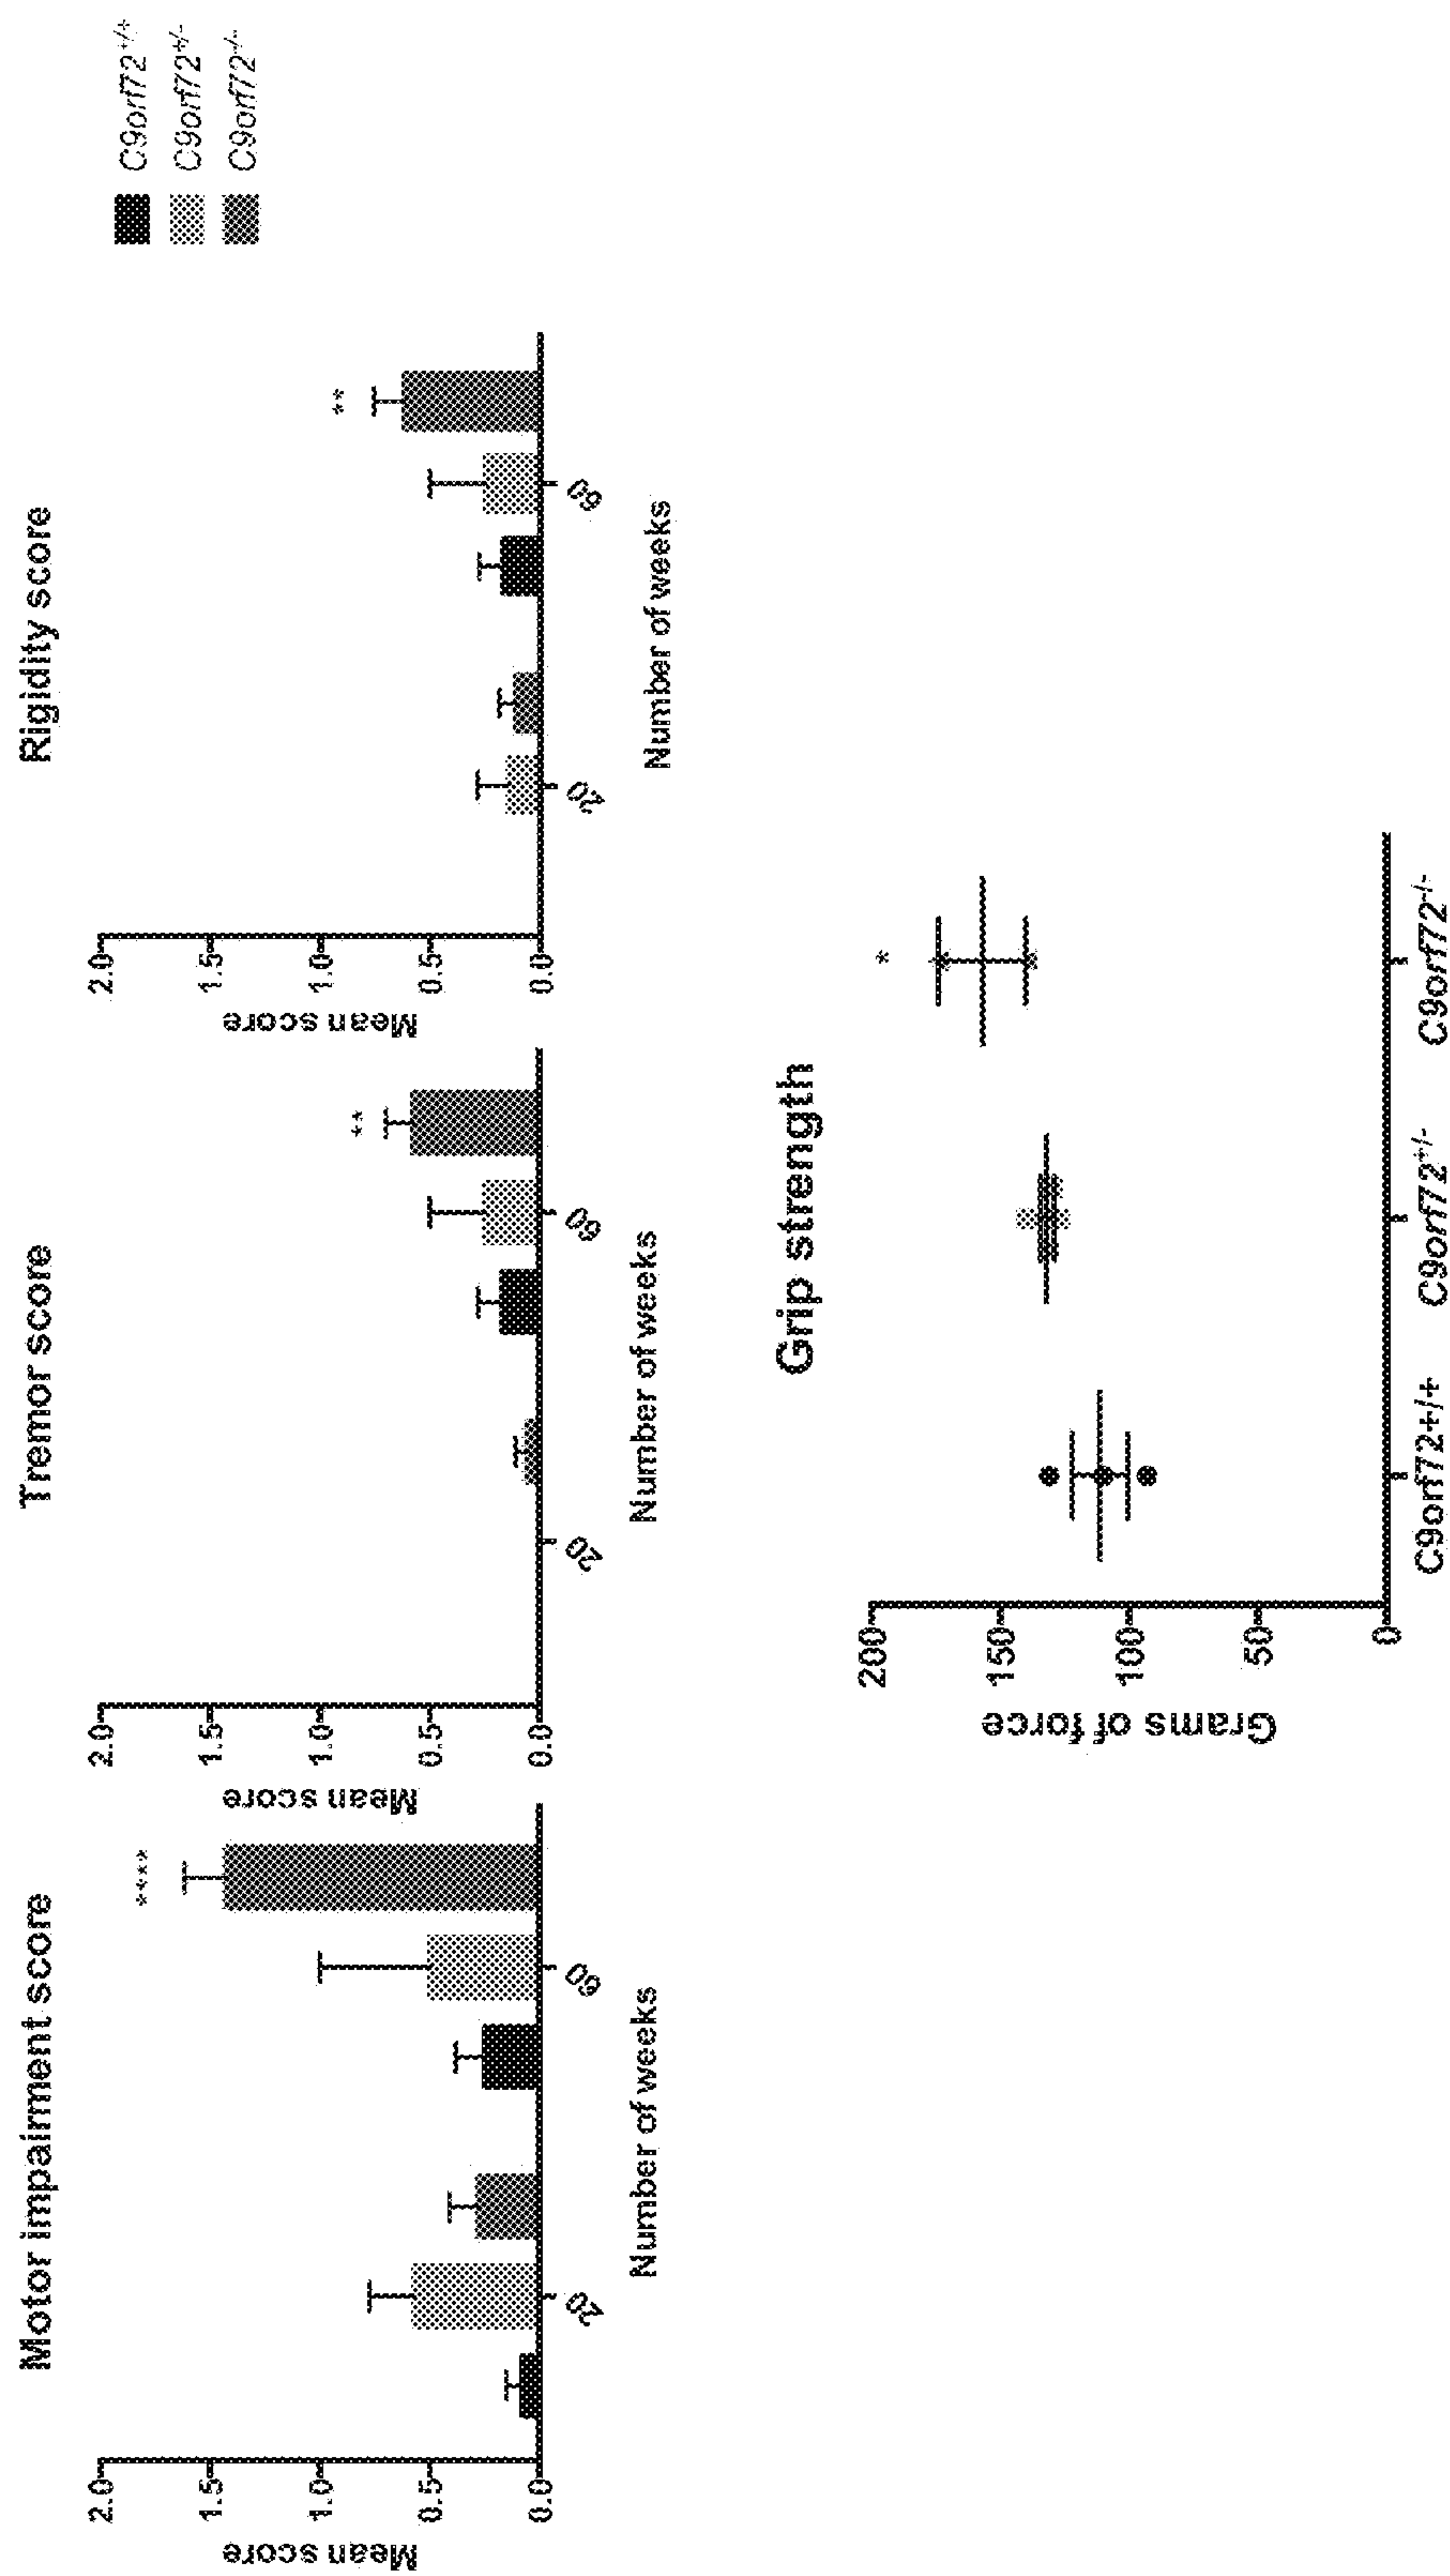 Motor impairment score
Mean score
2.0
1.5
1.0
0.5
0.0
****
20
60
Number of weeks
Tremor score
Mean score
2.0
1.5
1.0
0.5
0.0
**
20
60
Number of weeks
Rigidity score
Mean score
2.0
1.5
1.0
0.5
0.0
**
20
60
Number of weeks
C9orf72+/+
C9orf72+/-
C9orf72-/-
Grip strength
Grams of force
200
150
100
50
0
*
C9orf72+/+ C9orf72+/- C9orf72-/-